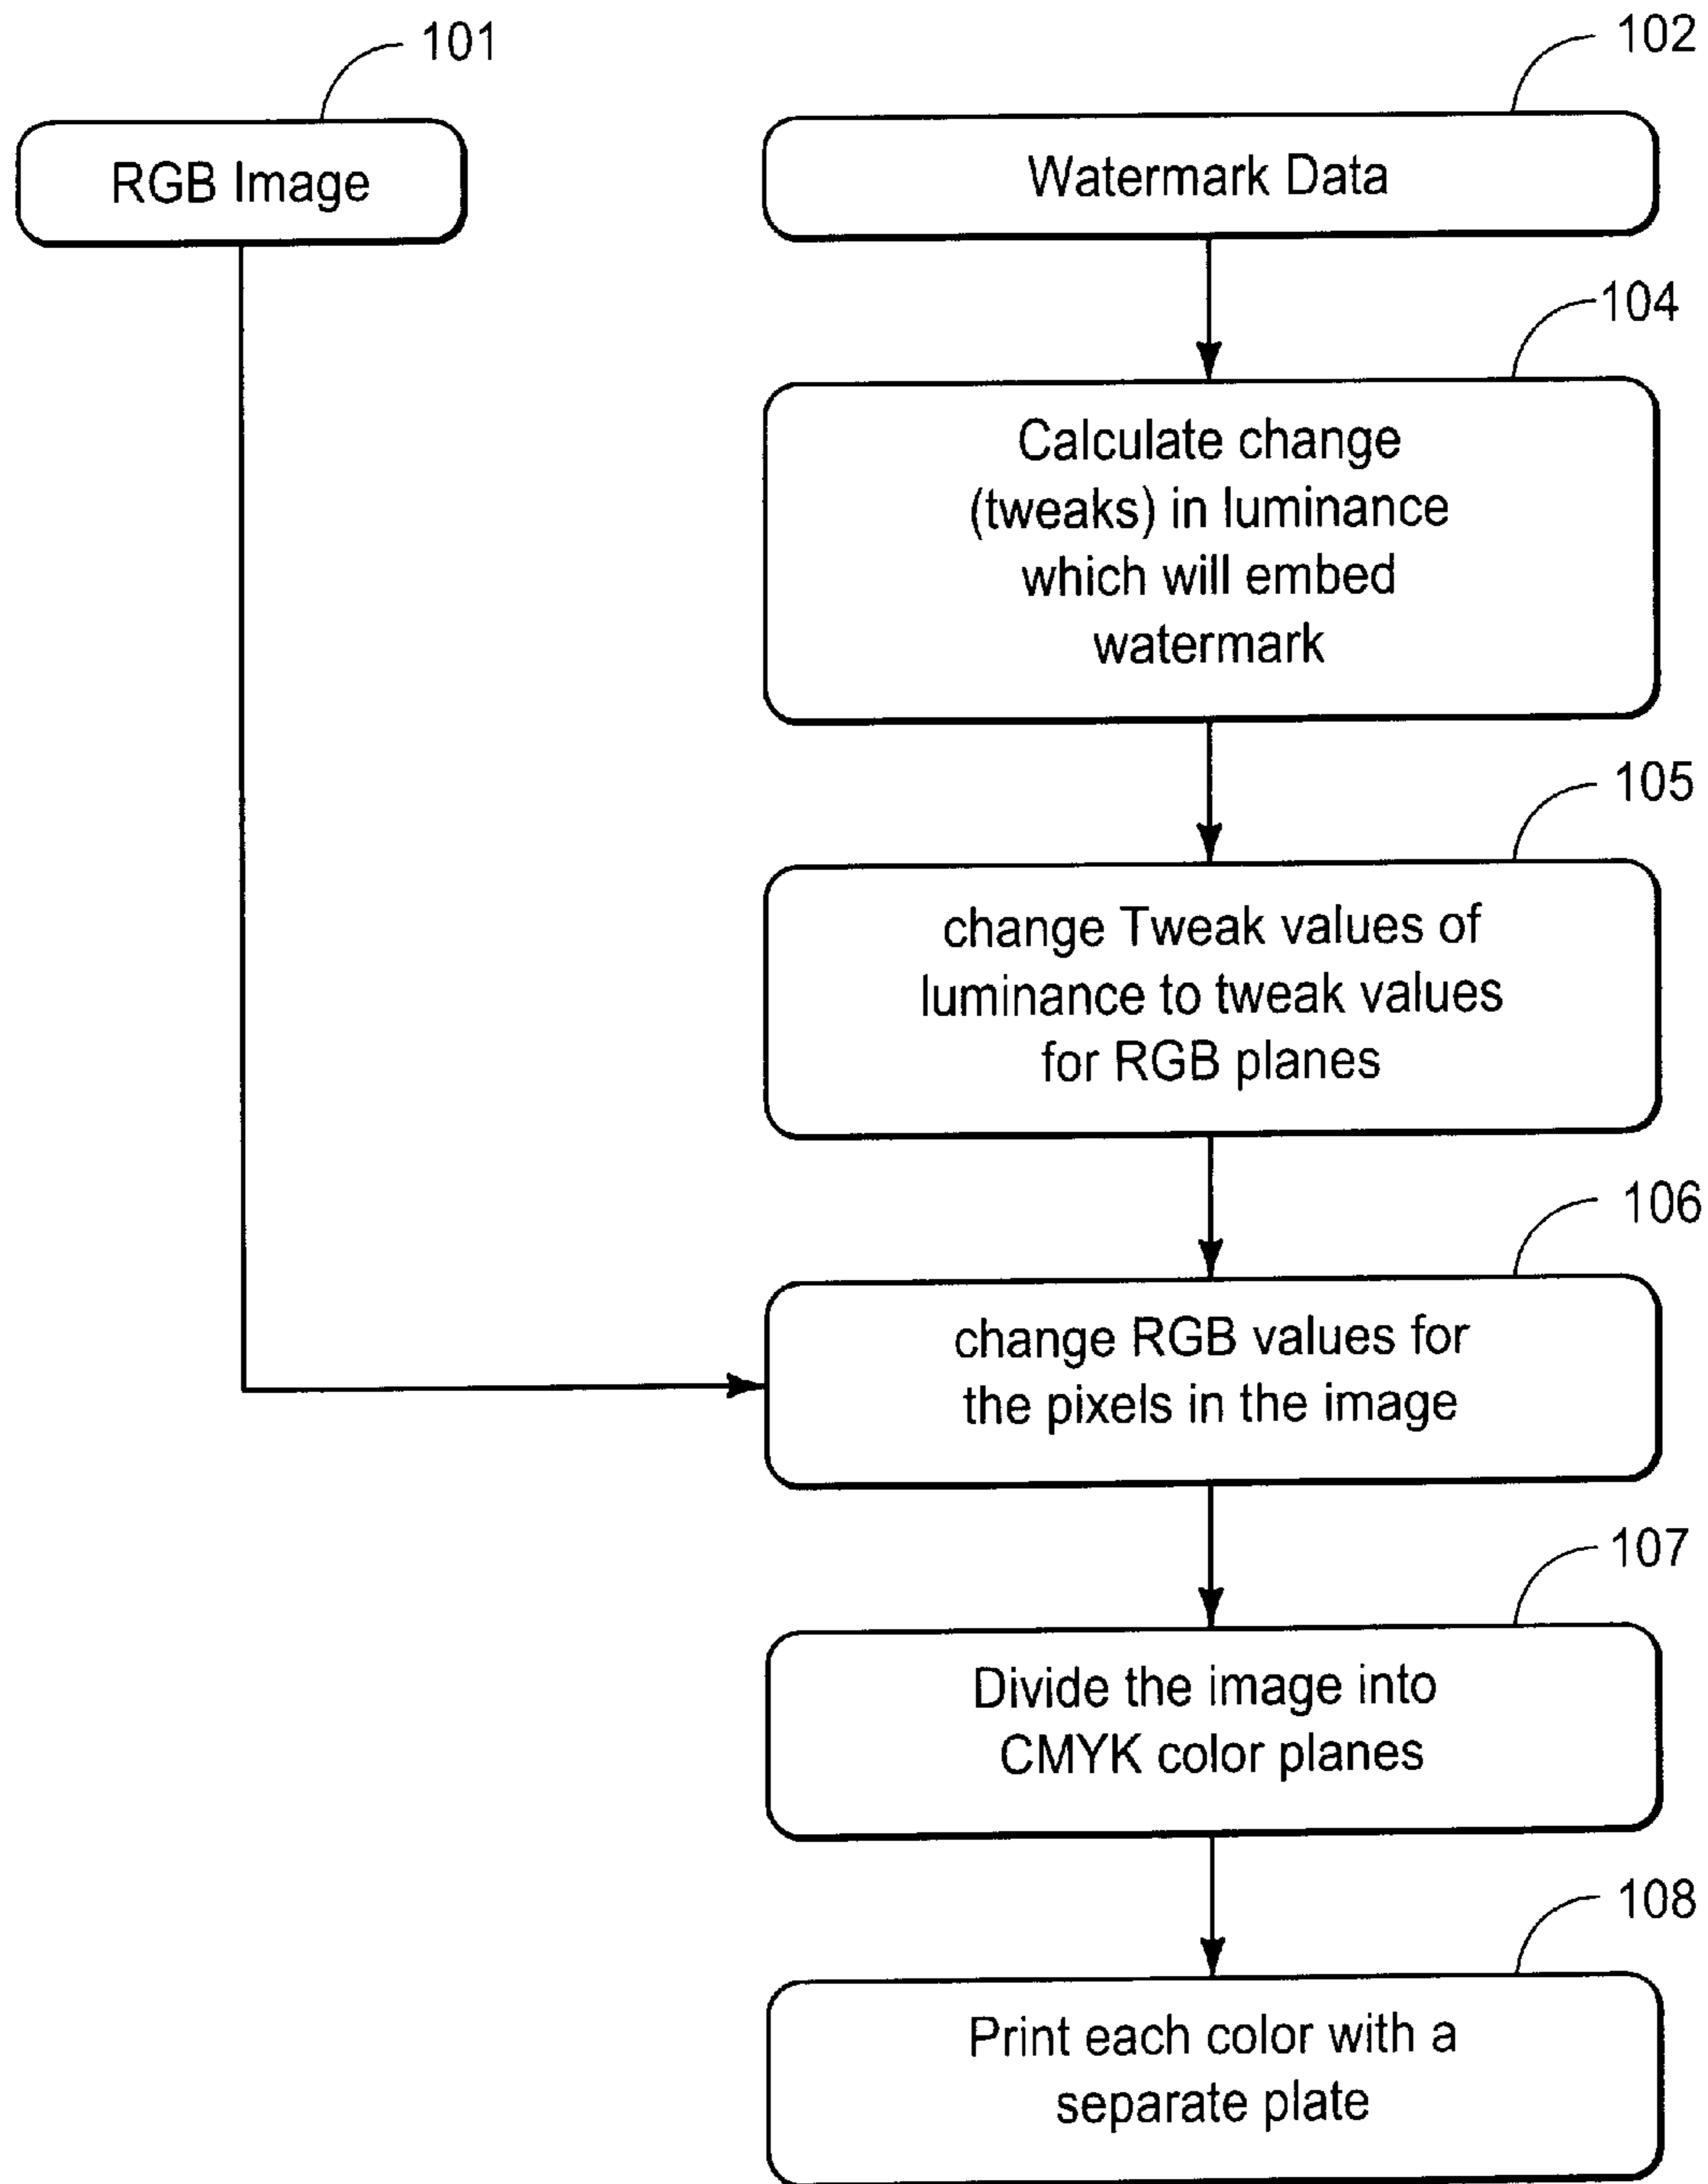 101
RGB Image
102
Watermark Data
104
Calculate change
(tweaks) in luminance
which will embed
watermark
105
change Tweak values of
luminance to tweak values
for RGB planes
106
change RGB values for
the pixels in the image
107
Divide the image into
CMYK color planes
108
Print each color with a
separate plate